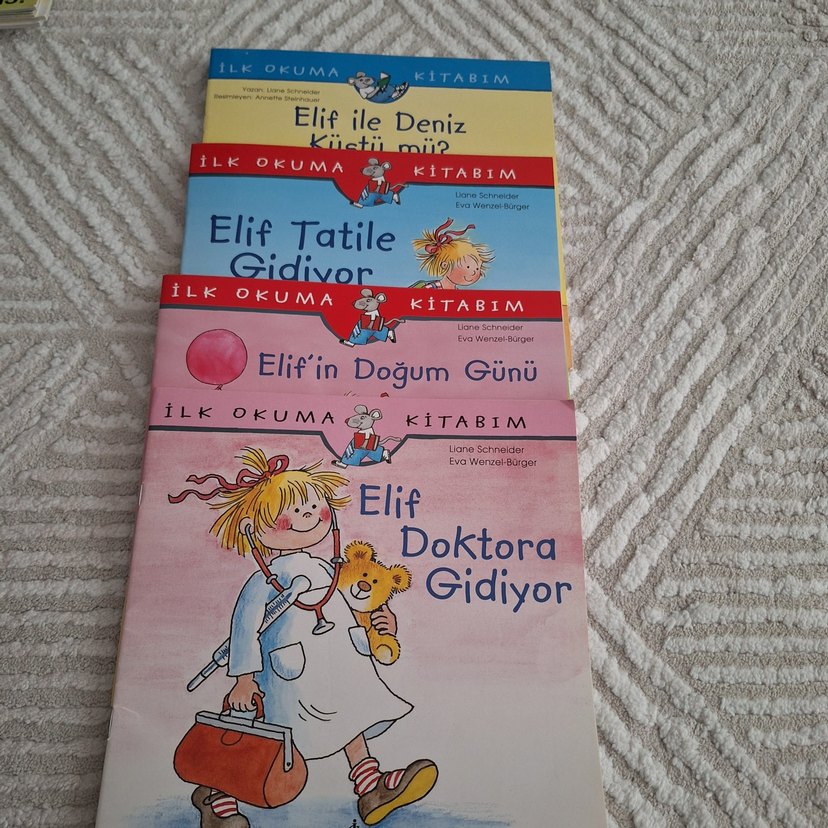 İLK OKUMA KİTABIM
Yazan: Liane Schneider
Resimleyen: Annette Steinhauer
Elif ile Deniz
Küstü mü?
İLK OKUMA KİTABIM
Liane Schneider
Eva Wenzel-Bürger
Elif Tatile
Gidiyor
İLK OKUMA KİTABIM
Liane Schneider
Eva Wenzel-Bürger
Elif'in Doğum Günü
İLK OKUMA KİTABIM
Liane Schneider
Eva Wenzel-Bürger
Elif
Doktora
Gidiyor